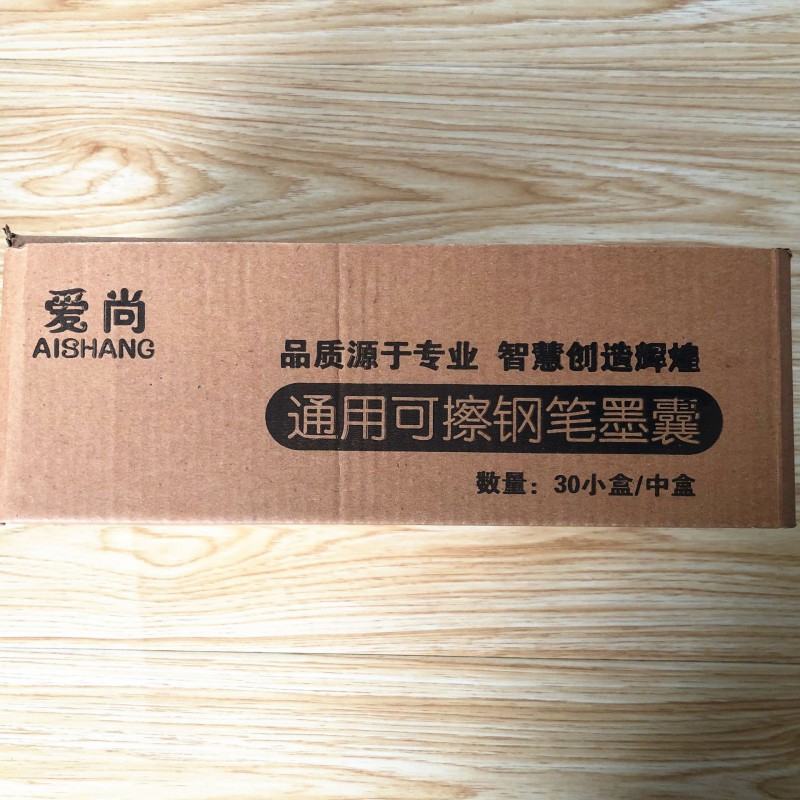 爱尚
AISHANG
品质源于专业 智慧创造辉煌
通用可擦钢笔墨囊
数量：30小盒/中盒